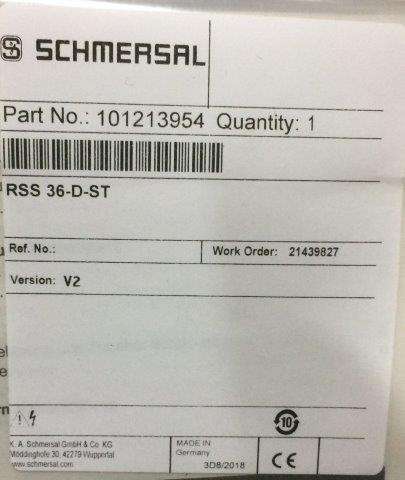 SCHMERSAL
Part No.: 101213954 Quantity: 1
RSS 36-D-ST
Ref. No.: Work Order: 21439827
Version: V2
10
K. A. Schmersal GmbH & Co. KG
Möddinghofe 30, 42279 Wuppertal
www.schmersal.com
MADE IN
Germany
3D8/2018
CE